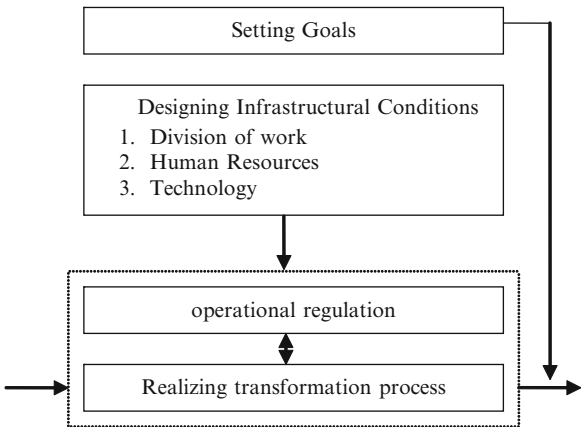 Setting Goals
Designing Infrastructural Conditions
1. Division of work
2. Human Resources
3. Technology
operational regulation
Realizing transformation process